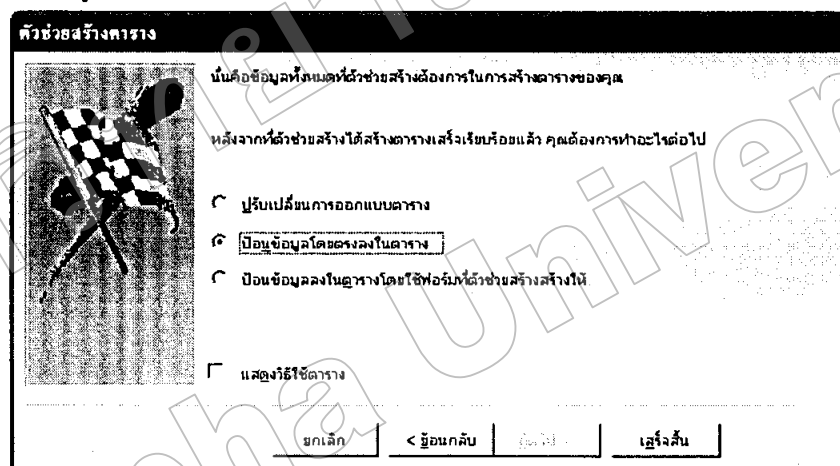 ตัวช่วยสร้างตาราง
นั่นคือข้อมูลทั้งหมดที่ตัวช่วยสร้างต้องการในการสร้างตารางของคุณ
หลังจากที่ตัวช่วยสร้างได้สร้างตารางเสร็จเรียบร้อยแล้ว คุณต้องการทำอะไรต่อไป
ปรับเปลี่ยนการออกแบบตาราง
ป้อนข้อมูลโดยตรงลงในตาราง
ป้อนข้อมูลลงในตารางโดยใช้ฟอร์มที่ตัวช่วยสร้างสร้างให้
แสดงวิธีใช้ตาราง
ยกเลิก
< ย้อนกลับ
เสร็จสิ้น